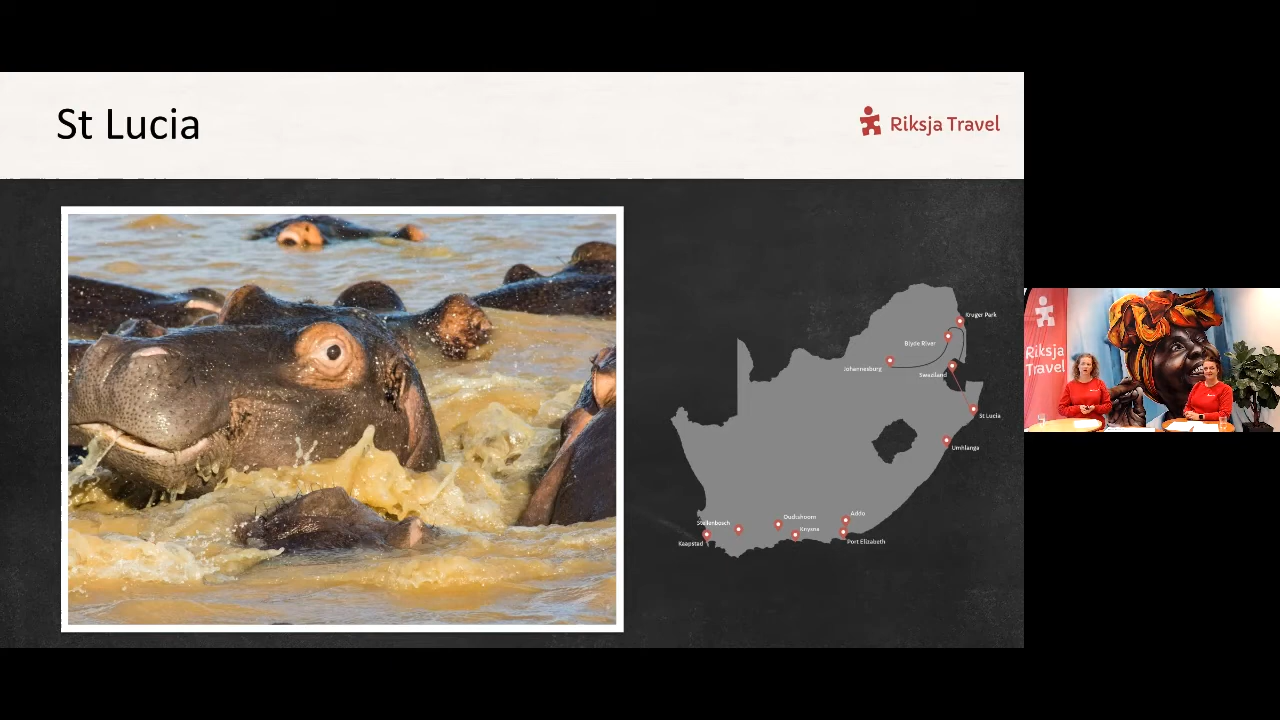 St Lucia
Riksja Travel
Kruger Park
Blyde River
Johannesburg
Swaziland
St Lucia
Umhlanga
Stellenbosch
Oudtshoorn
Addo
Knysna
Kaapstad
Port Elizabeth
Riksja
Travel